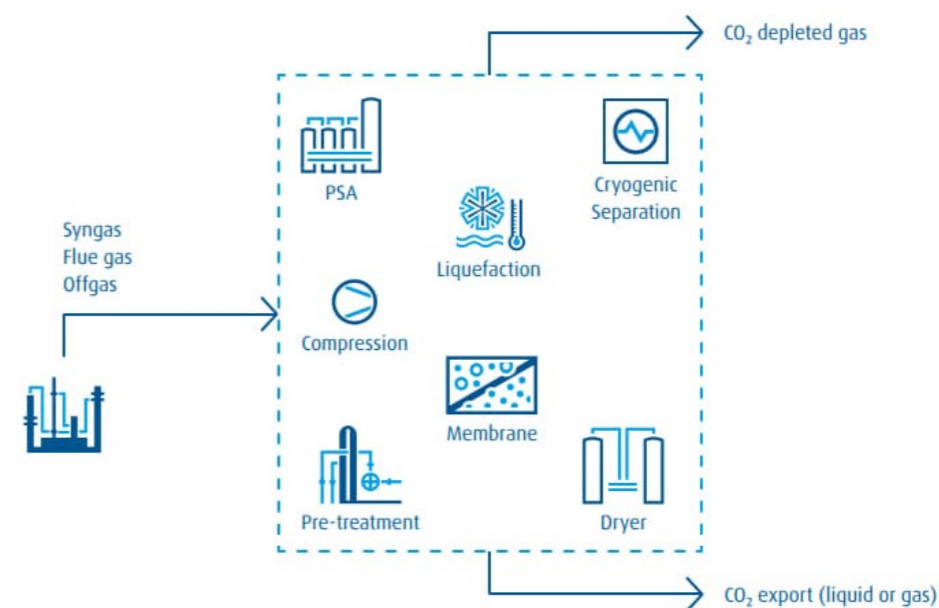 CO₂ depleted gas
PSA
Cryogenic
Separation
Syngas
Flue gas
Offgas
Liquefaction
Compression
Membrane
Pre-treatment
Dryer
CO₂ export (liquid or gas)